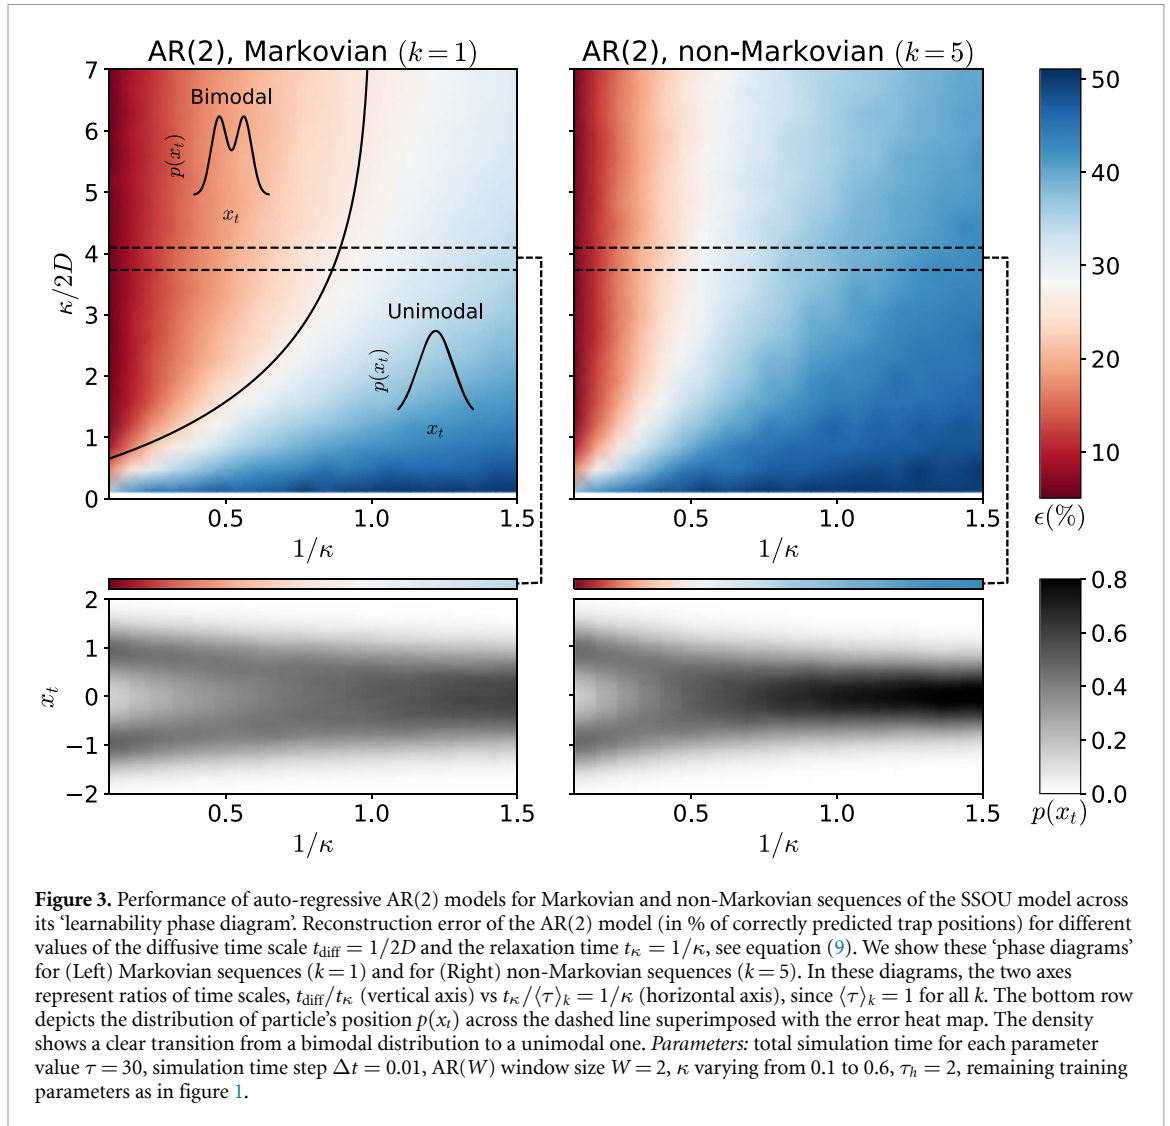 AR(2), Markovian (k = 1)
AR(2), non-Markovian (k = 5)
7
6
5
4
3
2
1
0
κ/2D
Bimodal
p(x_t)
x_t
Unimodal
p(x_t)
x_t
0.5
1.0
1.5
1/κ
0.5
1.0
1.5
1/κ
50
40
30
20
10
ϵ(%)
2
1
0
−1
−2
x_t
0.5
1.0
1.5
1/κ
0.5
1.0
1.5
1/κ
0.8
0.6
0.4
0.2
0.0
p(x_t)
Figure 3. Performance of auto-regressive AR(2) models for Markovian and non-Markovian sequences of the SSOU model across
its ‘learnability phase diagram’. Reconstruction error of the AR(2) model (in % of correctly predicted trap positions) for different
values of the diffusive time scale t_diff = 1/2D and the relaxation time t_κ = 1/κ, see equation (9). We show these ‘phase diagrams’
for (Left) Markovian sequences (k = 1) and for (Right) non-Markovian sequences (k = 5). In these diagrams, the two axes
represent ratios of time scales, t_diff/t_κ (vertical axis) vs t_κ/⟨τ⟩_k = 1/κ (horizontal axis), since ⟨τ⟩_k = 1 for all k. The bottom row
depicts the distribution of particle’s position p(x_t) across the dashed line superimposed with the error heat map. The density
shows a clear transition from a bimodal distribution to a unimodal one. Parameters: total simulation time for each parameter
value τ = 30, simulation time step Δt = 0.01, AR(W) window size W = 2, κ varying from 0.1 to 0.6, τ_h = 2, remaining training
parameters as in figure 1.